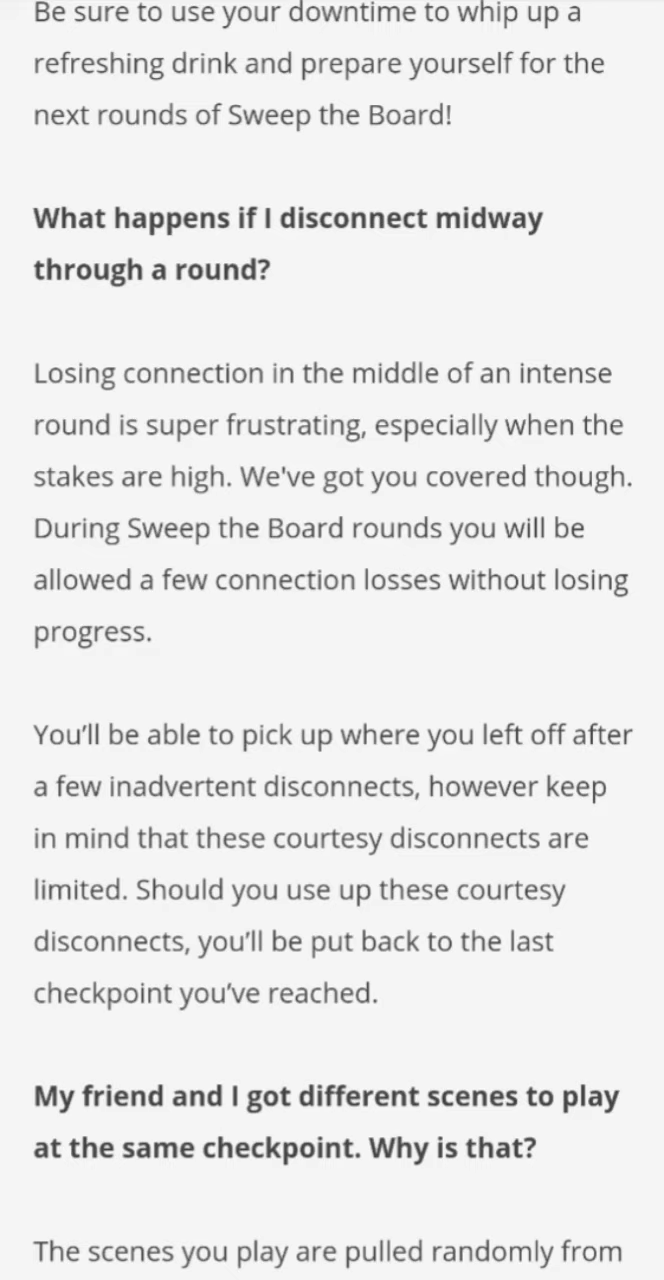 Be sure to use your downtime to whip up a
refreshing drink and prepare yourself for the
next rounds of Sweep the Board!
What happens if I disconnect midway
through a round?
Losing connection in the middle of an intense
round is super frustrating, especially when the
stakes are high. We've got you covered though.
During Sweep the Board rounds you will be
allowed a few connection losses without losing
progress.
You’ll be able to pick up where you left off after
a few inadvertent disconnects, however keep
in mind that these courtesy disconnects are
limited. Should you use up these courtesy
disconnects, you’ll be put back to the last
checkpoint you’ve reached.
My friend and I got different scenes to play
at the same checkpoint. Why is that?
The scenes you play are pulled randomly from